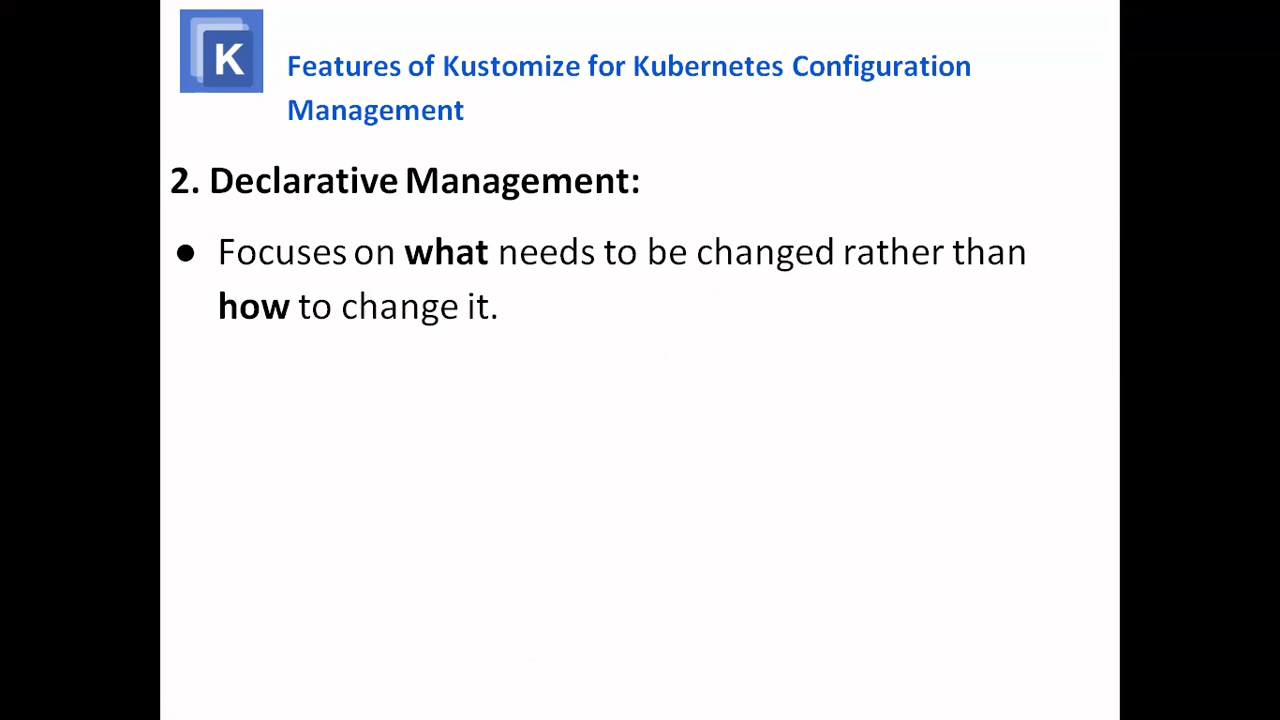 K
Features of Kustomize for Kubernetes Configuration
Management
2. Declarative Management:
● Focuses on what needs to be changed rather than
how to change it.